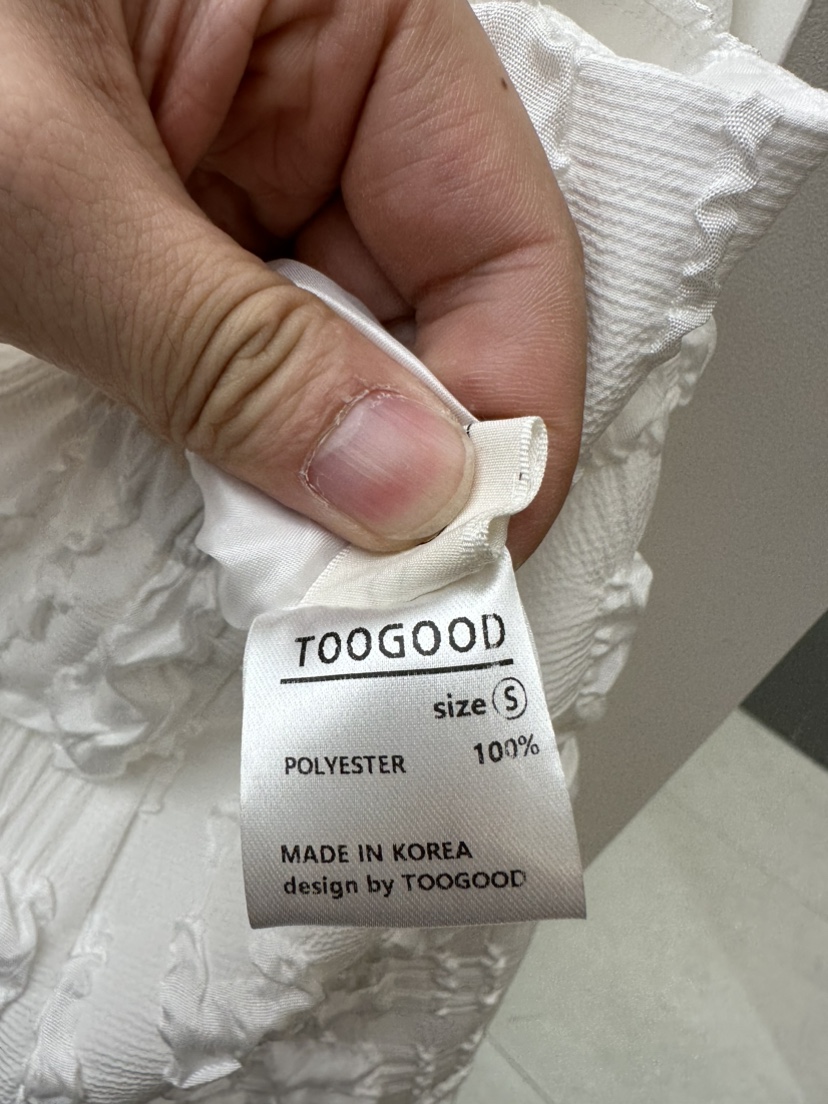 TOOGOOD
size S
POLYESTER 100%
MADE IN KOREA
design by TOOGOOD